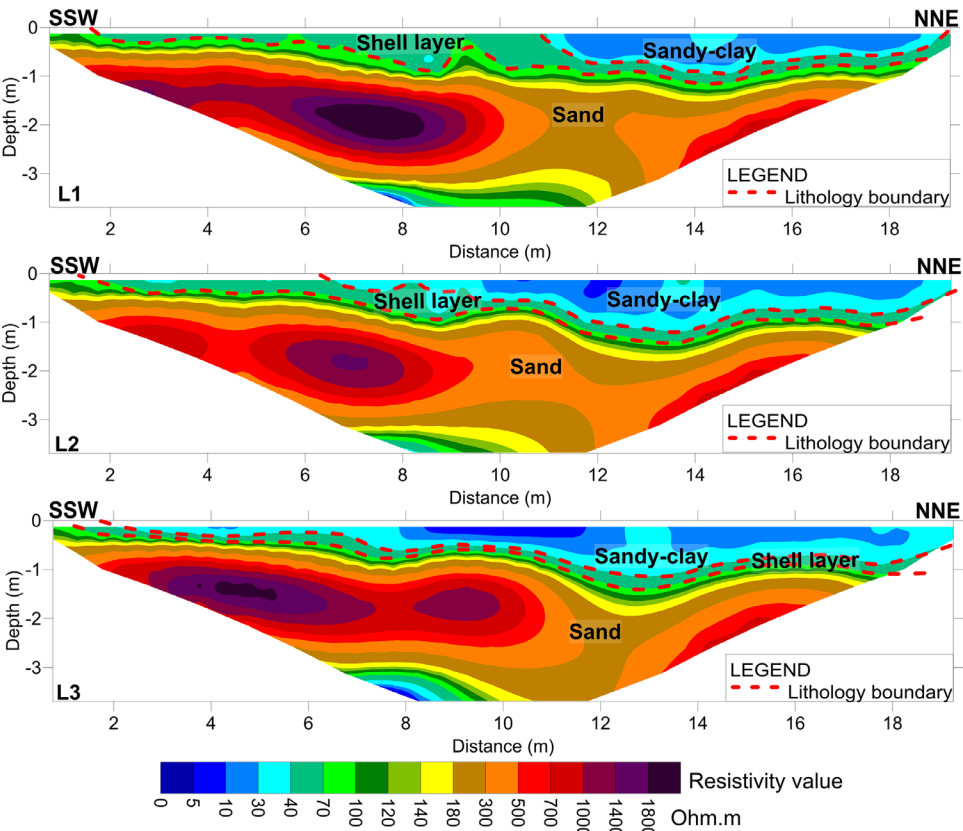 SSW NNE
0
Shell layer
Sandy-clay
-1
Sand
-2
Depth (m)
-3
LEGEND
Lithology boundary
L1
2 4 6 8 10 12 14 16 18
Distance (m)
SSW NNE
0
Shell layer
Sandy-clay
-1
Sand
-2
Depth (m)
-3
LEGEND
Lithology boundary
L2
2 4 6 8 10 12 14 16 18
Distance (m)
SSW NNE
0
Sandy-clay
Shell layer
-1
Sand
-2
Depth (m)
-3
LEGEND
Lithology boundary
L3
2 4 6 8 10 12 14 16 18
Distance (m)
Resistivity value
0 5 10 30 40 70 100 120 140 180 300 500 700 1000 1400 1800
Ohm.m